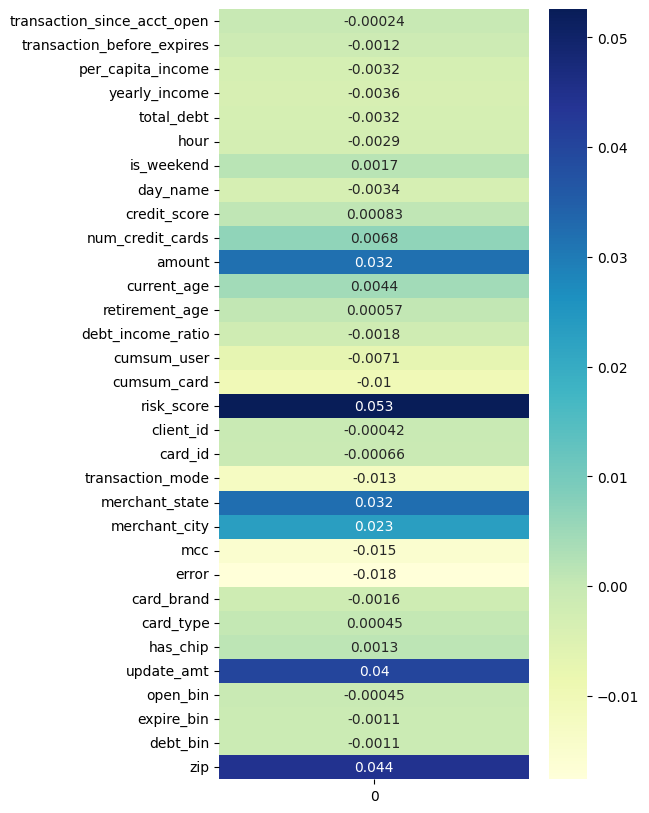 transaction_since_acct_open -0.00024
transaction_before_expires -0.0012
per_capita_income -0.0032
yearly_income -0.0036
total_debt -0.0032
hour -0.0029
is_weekend 0.0017
day_name -0.0034
credit_score 0.00083
num_credit_cards 0.0068
amount 0.032
current_age 0.0044
retirement_age 0.00057
debt_income_ratio -0.0018
cumsum_user -0.0071
cumsum_card -0.01
risk_score 0.053
client_id -0.00042
card_id -0.00066
transaction_mode -0.013
merchant_state 0.032
merchant_city 0.023
mcc -0.015
error -0.018
card_brand -0.0016
card_type 0.00045
has_chip 0.0013
update_amt 0.04
open_bin -0.00045
expire_bin -0.0011
debt_bin -0.0011
zip 0.044
0
0.05
0.04
0.03
0.02
0.01
0.00
−0.01